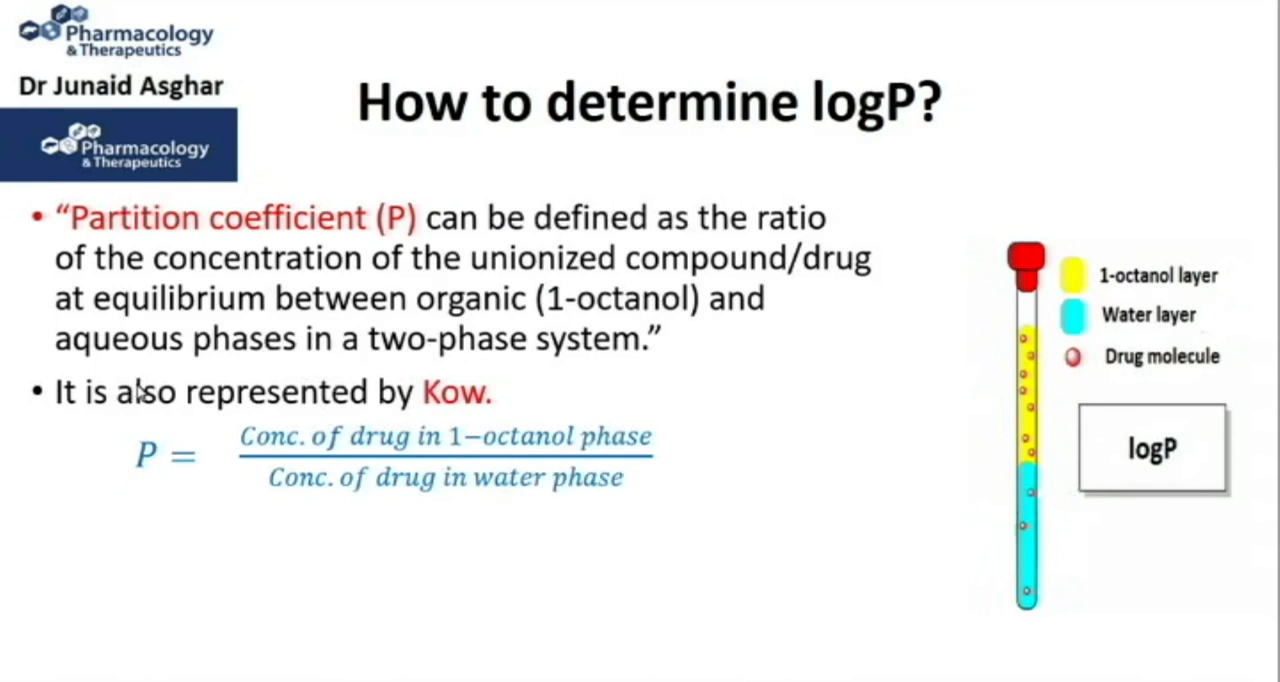 Pharmacology
& Therapeutics
Dr Junaid Asghar
Pharmacology
& Therapeutics
How to determine logP?
• “Partition coefficient (P) can be defined as the ratio
of the concentration of the unionized compound/drug
at equilibrium between organic (1-octanol) and
aqueous phases in a two-phase system.”
• It is also represented by Kow.
P = Conc. of drug in 1−octanol phase
Conc. of drug in water phase
1-octanol layer
Water layer
Drug molecule
logP